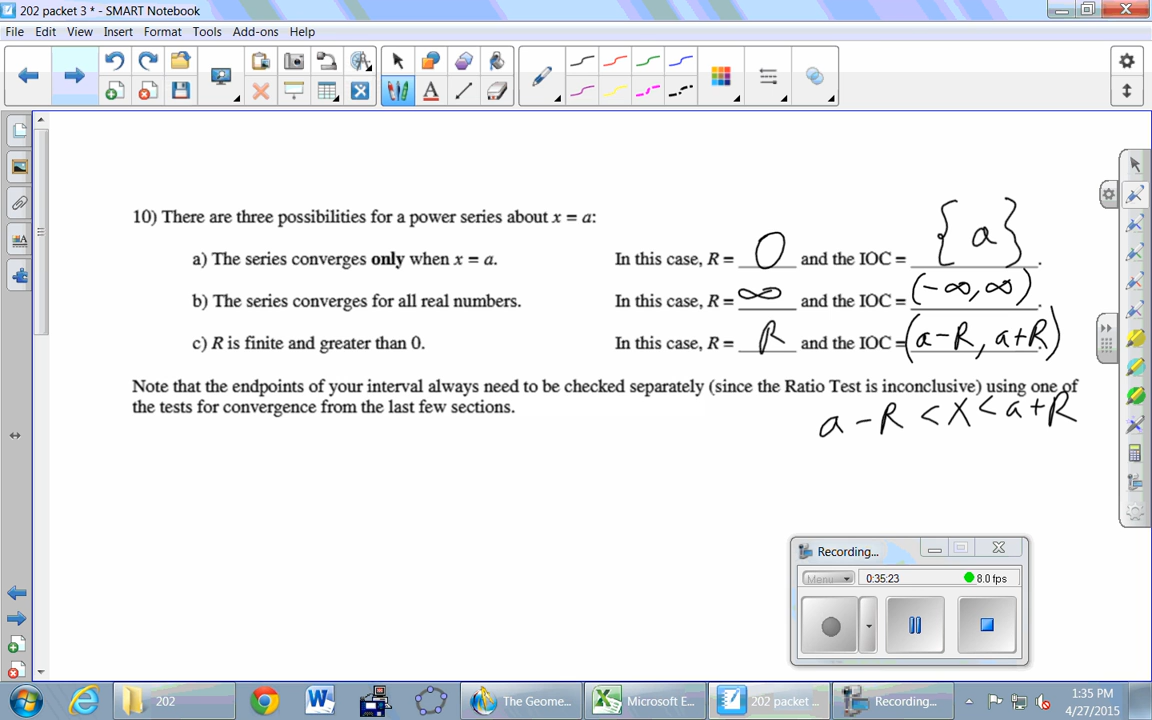 202 packet 3 * - SMART Notebook
File Edit View Insert Format Tools Add-ons Help
10) There are three possibilities for a power series about x = a:
a) The series converges only when x = a. In this case, R = 0 and the IOC = {a}.
b) The series converges for all real numbers. In this case, R = ∞ and the IOC = (-∞, ∞).
c) R is finite and greater than 0. In this case, R = R and the IOC = (a-R, a+R)
Note that the endpoints of your interval always need to be checked separately (since the Ratio Test is inconclusive) using one of
the tests for convergence from the last few sections.
a-R < x < a+R
Recording...
Menu 0:35:23 8.0 fps
202 The Geome... Microsoft E... 202 packet ... Recording... 1:35 PM
4/27/2015